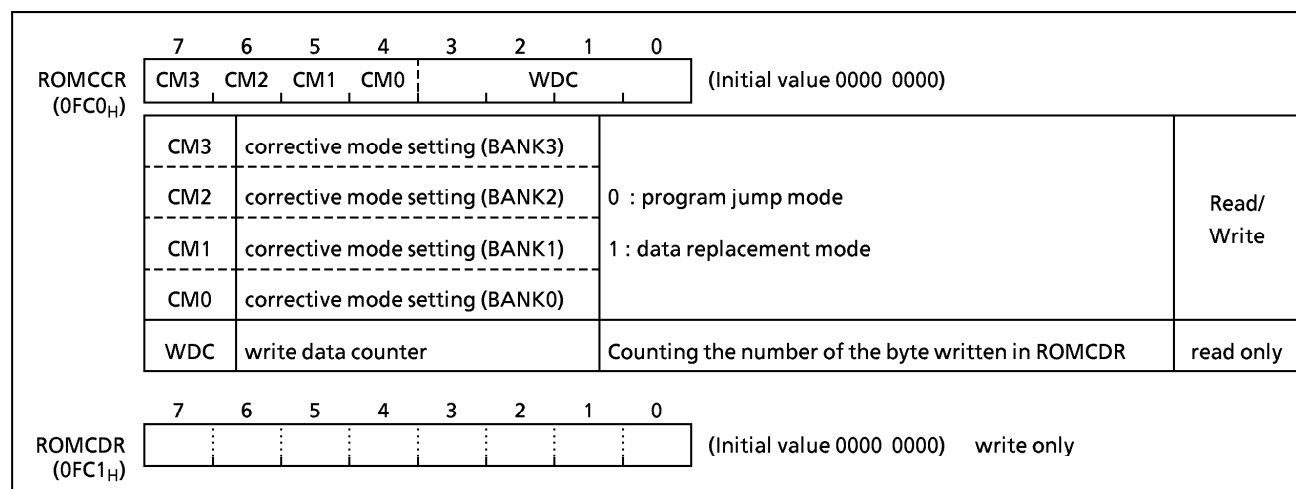 7 6 5 4 3 2 1 0
ROMCCR CM3 CM2 CM1 CM0 WDC (Initial value 0000 0000)
(0FC0H)
CM3 corrective mode setting (BANK3)
CM2 corrective mode setting (BANK2) 0 : program jump mode Read/
CM1 corrective mode setting (BANK1) 1 : data replacement mode Write
CM0 corrective mode setting (BANK0)
WDC write data counter Counting the number of the byte written in ROMCDR read only
7 6 5 4 3 2 1 0
ROMCDR (Initial value 0000 0000) write only
(0FC1H)